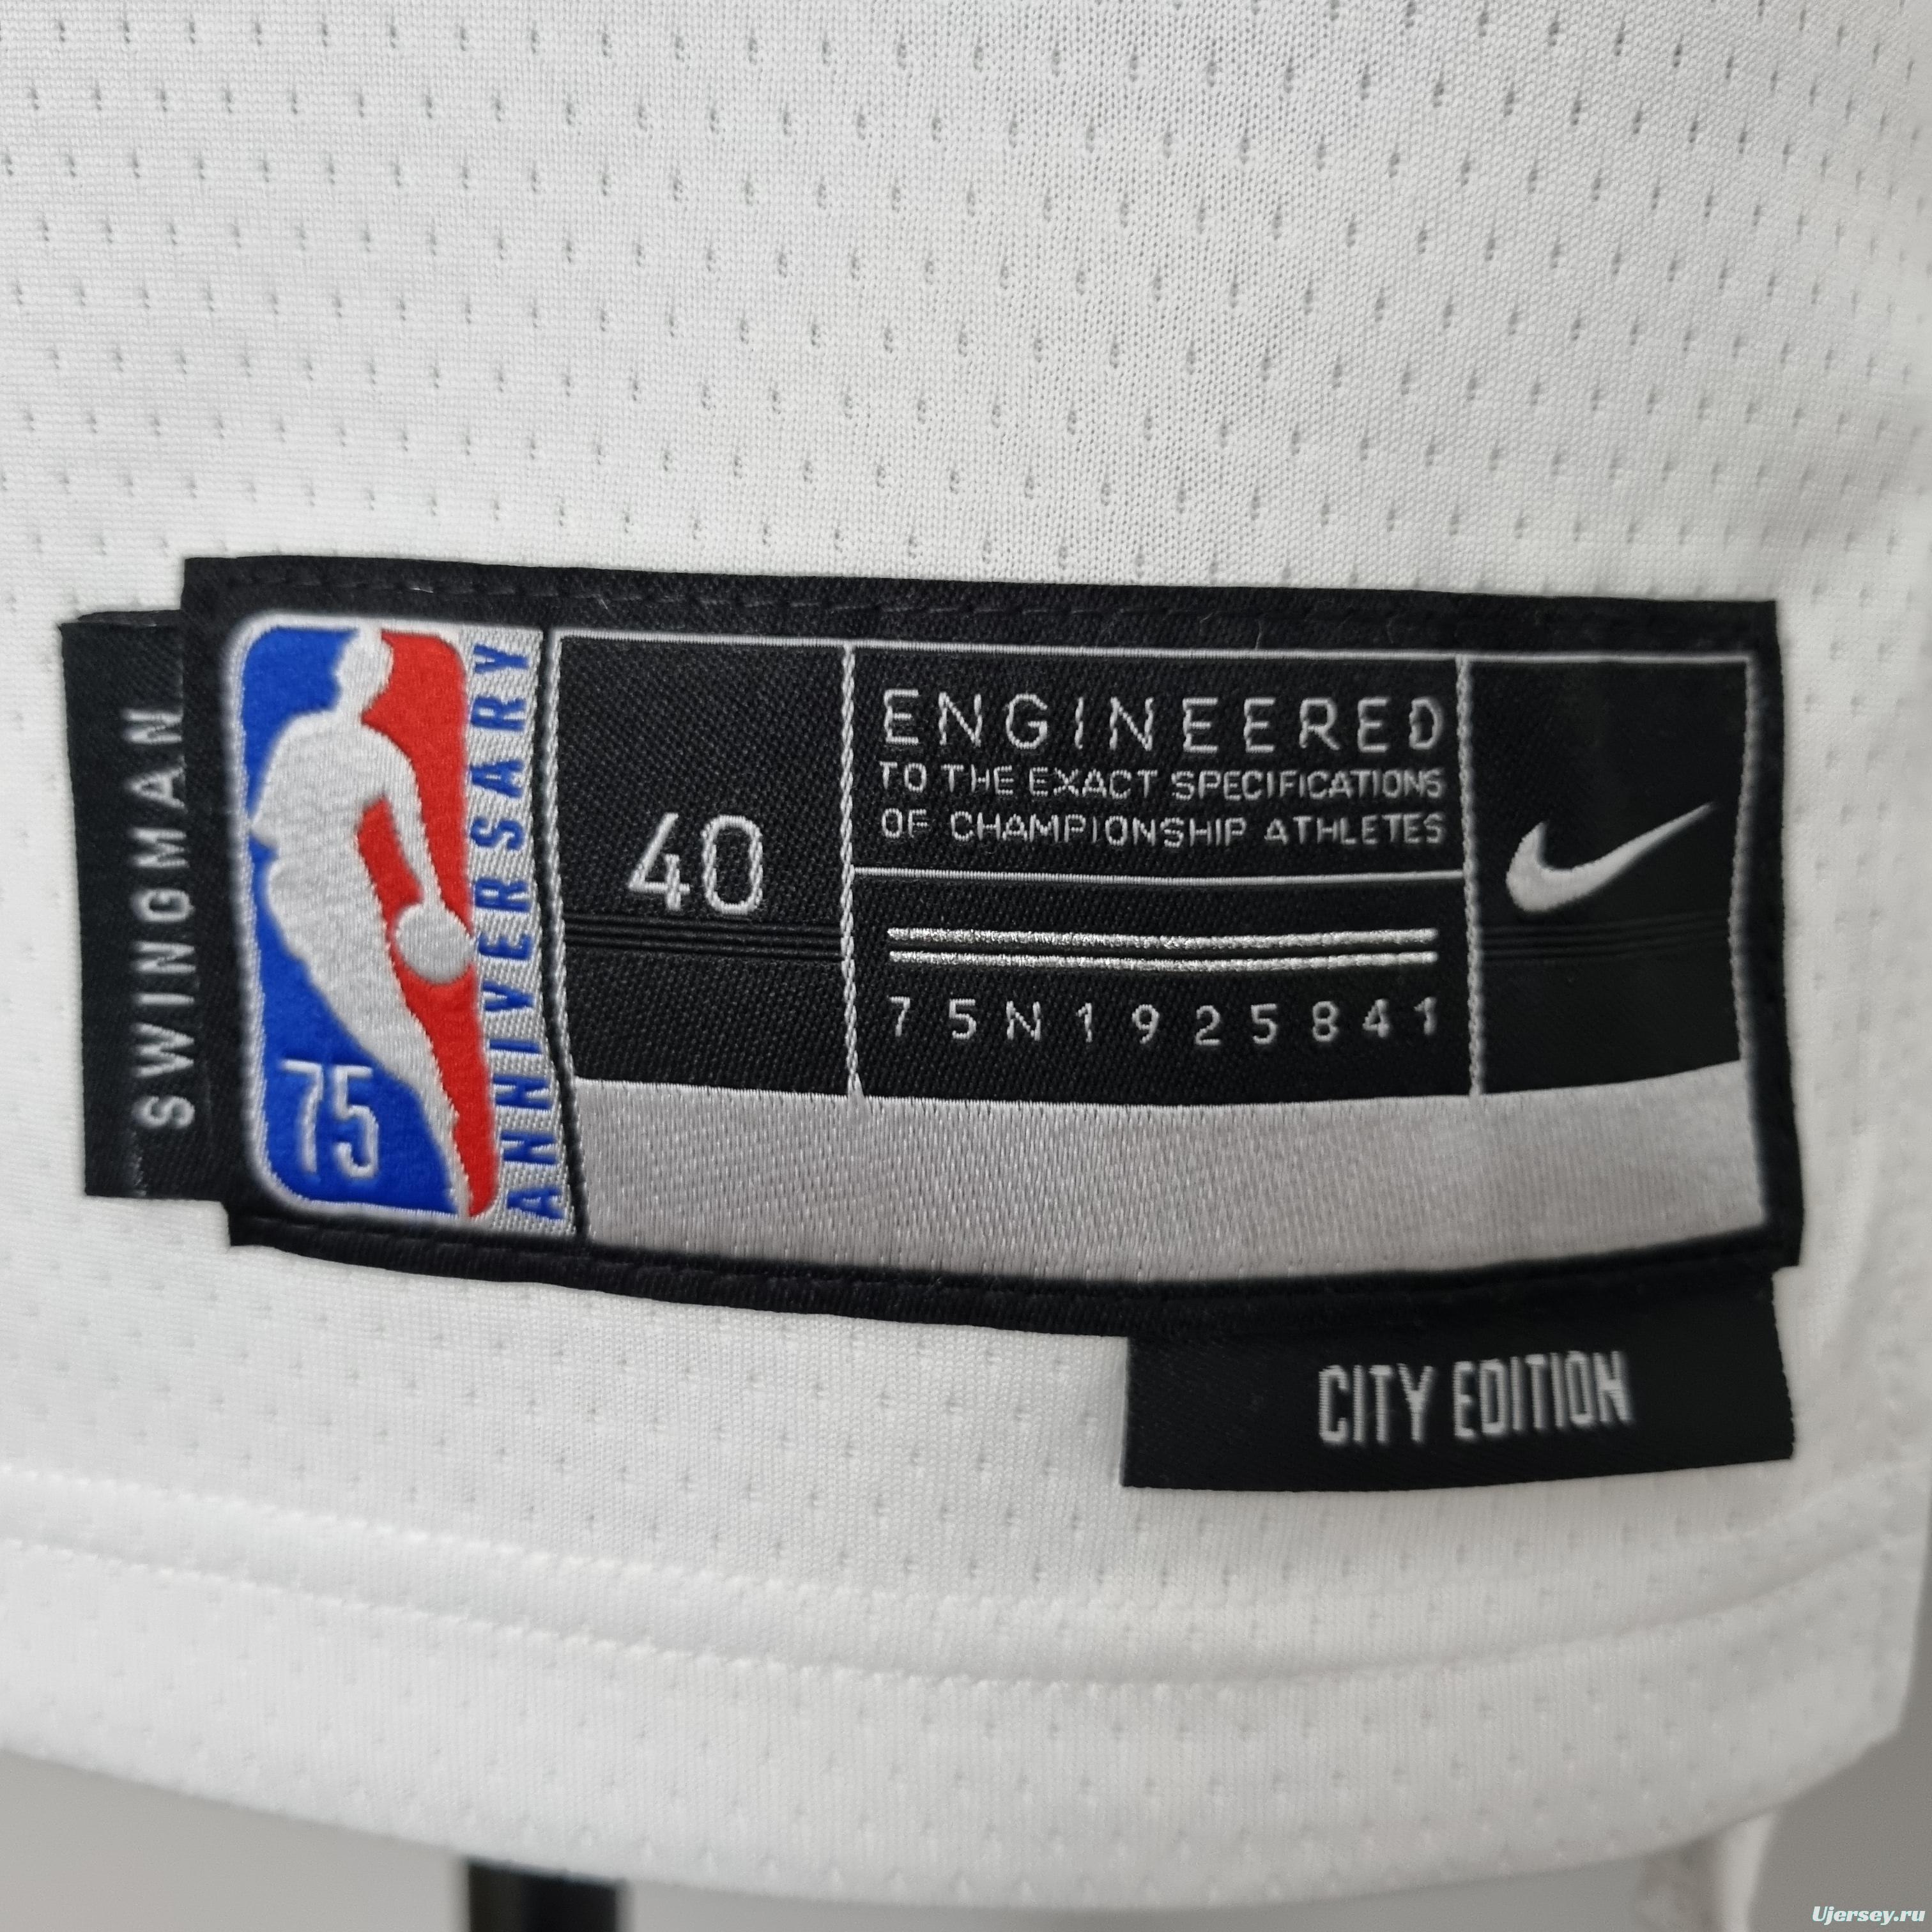 SWINGMAN
75
ANNIVERSARY
40
ENGINEERED
TO THE EXACT SPECIFICATIONS
OF CHAMPIONSHIP ATHLETES
75N1925841
CITY EDITION
Ujersey.ru